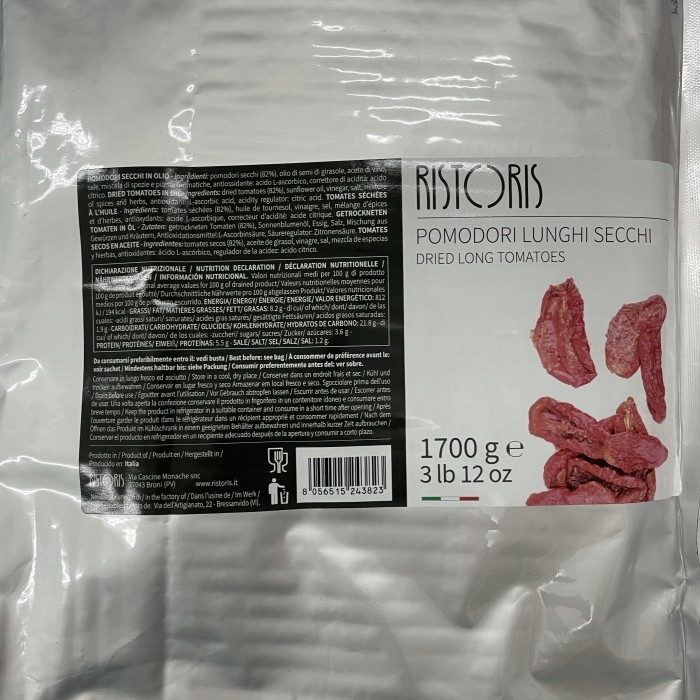 POMODORI SECCHI IN OLIO - Ingredienti: pomodori secchi (82%), olio di semi di girasole, aceto di vino,
sale, miscela di spezie e piante aromatiche, antiossidante: acido L-ascorbico, correttore di acidità: acido
citrico. DRIED TOMATOES IN OIL - Ingredients: dried tomatoes (82%), sunflower oil, vinegar, salt, mixture
of spices and herbs, antioxidant: L-ascorbic acid, acidity regulator: citric acid. TOMATES SÉCHÉES
À L'HUILE - Ingrédients: tomates séchées (82%), huile de tournesol, vinaigre, sel, mélange d'épices
et d'herbes, antioxydants: acide L-ascorbique, correcteur d'acidité: acide citrique. GETROCKNETEN
TOMATEN IN ÖL - Zutaten: getrockneten Tomaten (82%), Sonnenblumenöl, Essig, Salz, Mischung aus
Gewürzen und Kräutern, Antioxidansmittel:L-Ascorbinsäure, Säureregulator: Zitronensäure. TOMATES
SECOS EN ACEITE - Ingredientes: tomates secos (82%), aceite de girasol, vinagre, sal, mezcla de especias
y hierbas, antioxidantes: ácido L-ascórbico, regulador de la acidez: ácido cítrico.
DICHIARAZIONE NUTRIZIONALE / NUTRITION DECLARATION / DÉCLARATION NUTRITIONELLE /
/ INFORMACIÓN NUTRICIONAL. Valori nutrizionali medi per 100 g di prodotto
average values for 100 g of drained product/ Valeurs nutritionelles moyennes pour
100 g de produit égoutté/ Durchschnittliche Nährwerte pro 100 g abgelassen Produkt/ Valores nutricionales
medios por 100 g de producto escurrido. ENERGIA/ ENERGY/ ÉNERGIE/ ENERGIE/ VALOR ENERGÉTICO: 812
kJ / 194 kcal - GRASSI/ FAT/ MATIÈRES GRASSES/ FETT/ GRASAS: 8.2 g - di cui/ of which/ dont/ davon/ de los
cuales: -acidi grassi saturi/ saturates/ acides gras saturés/ gesättigte Fettsäuren/ acidos grasos saturadas:
1.9 g - CARBOIDRATI/ CARBOHYDRATE/ GLUCIDES/ KOHLENHYDRATE/ HYDRATOS DE CARBONO: 21.8 g - di
cui/ of which/ dont/ davon/ de los cuales: -zuccheri/ sugars/ sucres/ Zucker/ azúcares: 3.6 g -
PROTEIN/ PROTÉINES/ EIWEIß/ PROTEÍNAS: 5.5 g - SALE/ SALT/ SEL/ SALZ/ SAL: 1.2 g.
Da consumarsi preferibilmente entro il: vedi busta / Best before: see bag / À consommer de préférence avant le:
voir sachet / Mindestens haltbar bis: siehe Packung / Consumir preferentemente antes del: ver sobre.
Conservare in luogo fresco ed asciutto / Store in a cool, dry place / Conserver dans un endroit frais et sec / Kühl und
trocken aufbewahren / Conservar en lugar fresco y seco Armazenar em local fresco e seco. Sgocciolare prima dell'uso
/ Drain before use / Égoutter avant l'utilisation / Vor Gebrauch abtropfen lassen / Escurrir antes de usar / Escorrer antes
de usar. Una volta aperta la confezione conservare il prodotto in frigorifero in un contenitore idoneo e consumare entro
breve tempo / Keep the product in refrigerator in a suitable container and consume in a short time after opening / Après
l'ouverture garder le produit dans le réfrigérateur dans un récipient approprié et consommer rapidement / Nach dem
Öffnen das Produkt im Kühlschrank in einem geeigneten Behälter aufbewahren und innerhalb kurzer Zeit aufbrauchen /
Conservar el producto en refrigerador en un recipiente adecuado después de la apertura y consumir a corto plazo.
Prodotto in / Product of / Produit en / Hergestellt in /
Producido en: Italia
RISTORIS Via Cascine Monache snc
27043 Broni (PV) www.ristoris.it
/ In the factory of / Dans l'usine de / Im Werk /
de: Via dell'Artigianato, 22 - Bressanvido (VI).
8 056515 243823
RISTORIS
POMODORI LUNGHI SECCHI
DRIED LONG TOMATOES
1700 g e
3 lb 12 oz